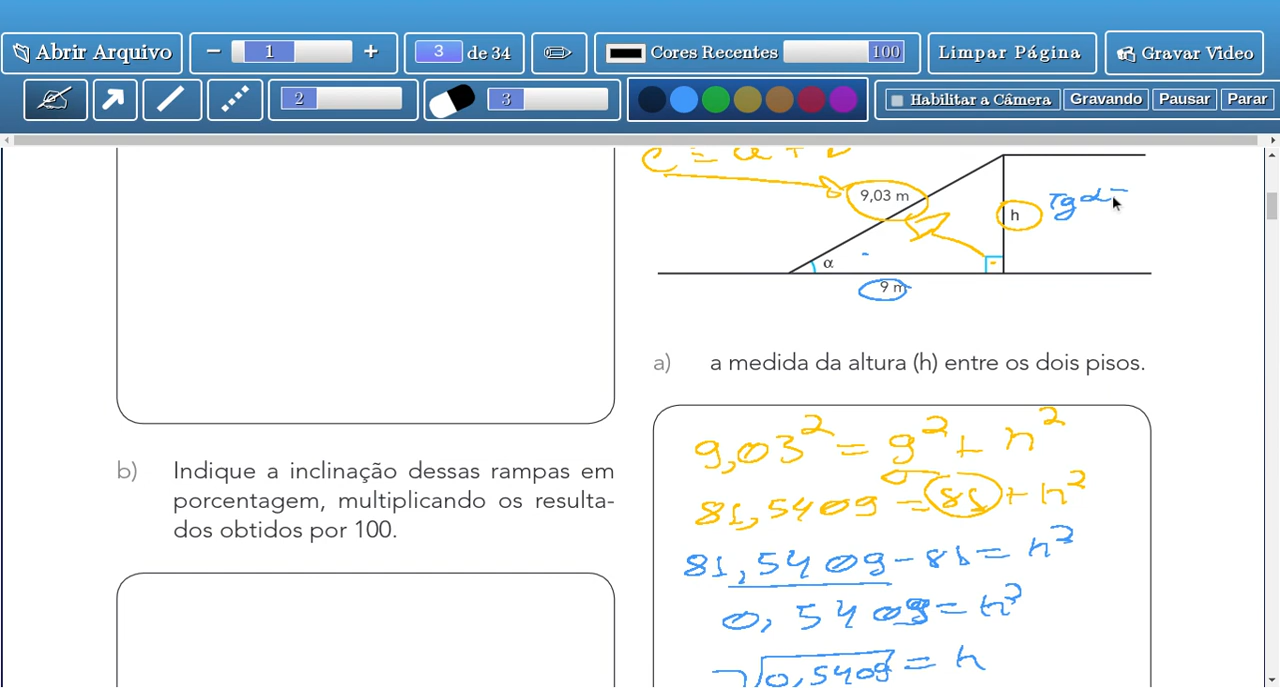 Abrir Arquivo − 1 + 3 de 34 Cores Recentes 100 Limpar Página Gravar Video
2 3 Habilitar a Câmera Gravando Pausar Parar
9,03 m
h
Tg α =
α
9 m
b) Indique a inclinação dessas rampas em
porcentagem, multiplicando os resulta-
dos obtidos por 100.
a) a medida da altura (h) entre os dois pisos.
9,03² = 9² + h²
81,5409 = 81 + h²
81,5409 - 81 = h²
0,5409 = h²
√0,5409 = h